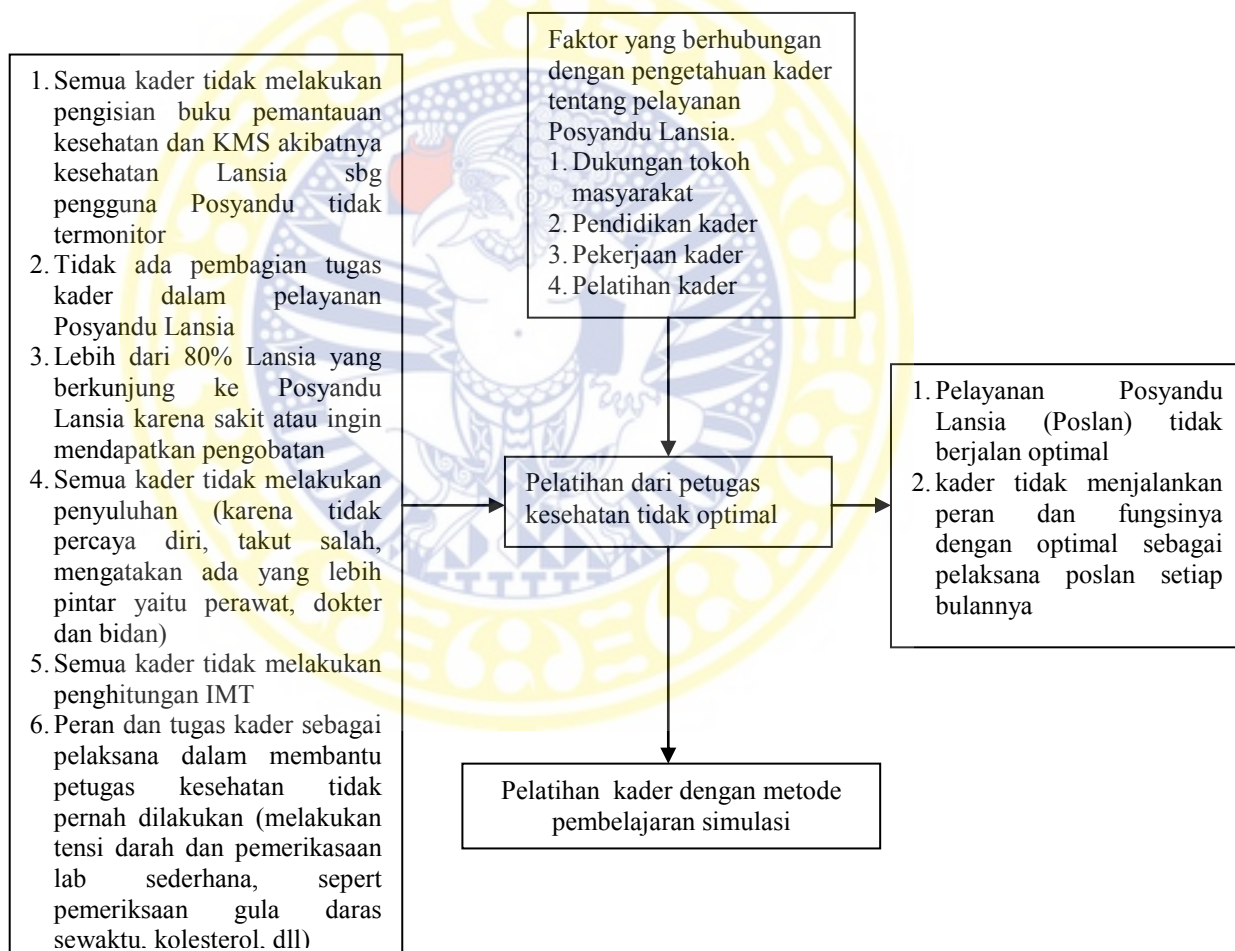 1. Semua kader tidak melakukan
pengisian buku pemantauan
kesehatan dan KMS akibatnya
kesehatan Lansia sbg
pengguna Posyandu tidak
termonitor
2. Tidak ada pembagian tugas
kader dalam pelayanan
Posyandu Lansia
3. Lebih dari 80% Lansia yang
berkunjung ke Posyandu
Lansia karena sakit atau ingin
mendapatkan pengobatan
4. Semua kader tidak melakukan
penyuluhan (karena tidak
percaya diri, takut salah,
mengatakan ada yang lebih
pintar yaitu perawat, dokter
dan bidan)
5. Semua kader tidak melakukan
penghitungan IMT
6. Peran dan tugas kader sebagai
pelaksana dalam membantu
petugas kesehatan tidak
pernah dilakukan (melakukan
tensi darah dan pemerikasaan
lab sederhana, sepert
pemeriksaan gula daras
sewaktu, kolesterol, dll)
Faktor yang berhubungan
dengan pengetahuan kader
tentang pelayanan
Posyandu Lansia.
1. Dukungan tokoh
masyarakat
2. Pendidikan kader
3. Pekerjaan kader
4. Pelatihan kader
Pelatihan dari petugas
kesehatan tidak optimal
1. Pelayanan Posyandu
Lansia (Poslan) tidak
berjalan optimal
2. kader tidak menjalankan
peran dan fungsinya
dengan optimal sebagai
pelaksana poslan setiap
bulannya
Pelatihan kader dengan metode
pembelajaran simulasi